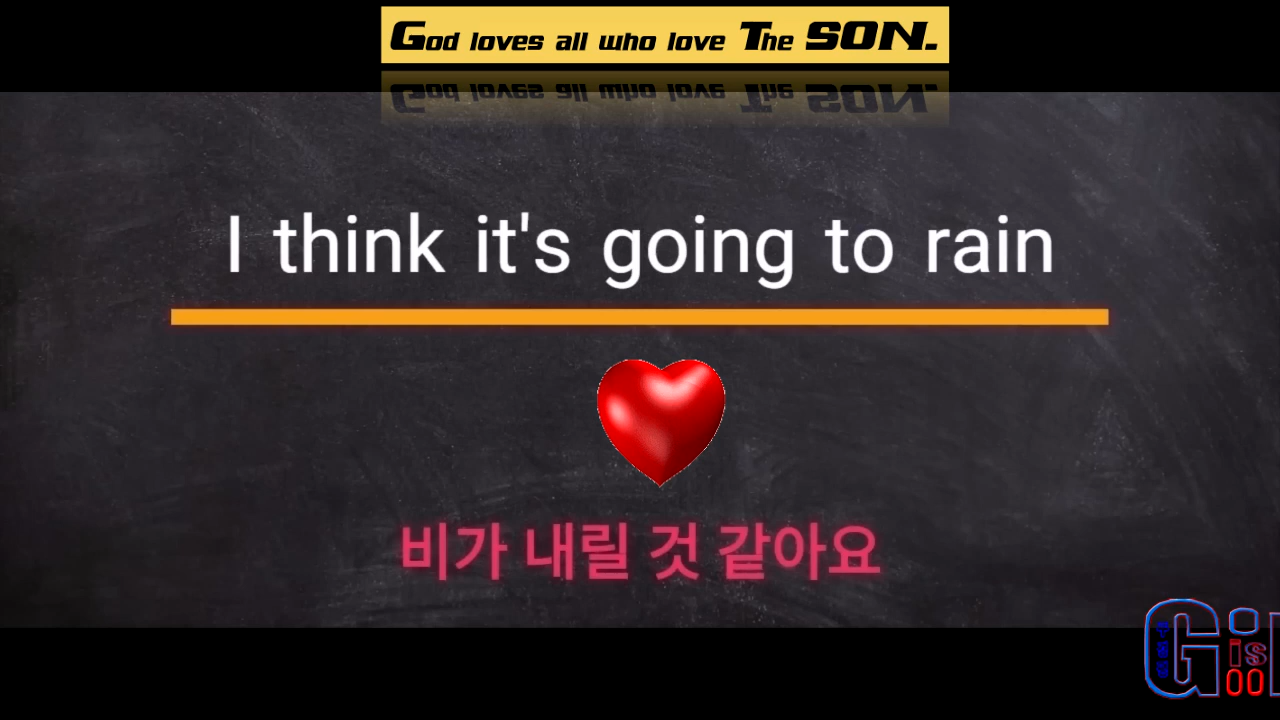 God loves all who love The SON.
I think it's going to rain
비가 내릴 것 같아요